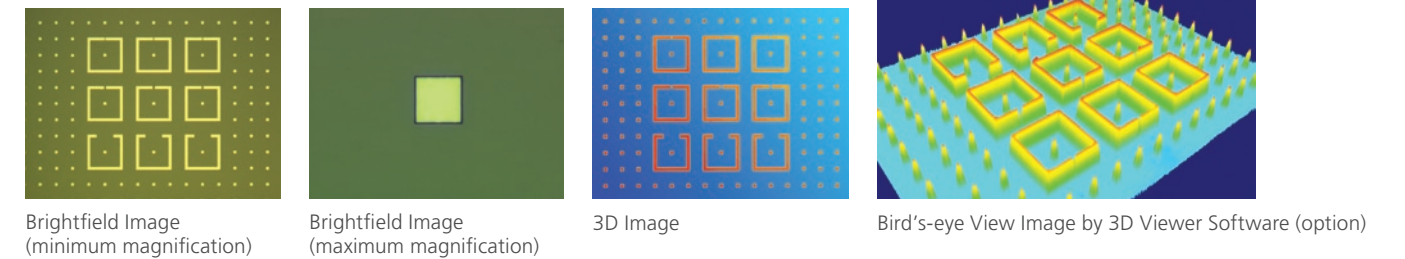 Brightfield Image
(minimum magnification)
Brightfield Image
(maximum magnification)
3D Image
Bird's-eye View Image by 3D Viewer Software (option)